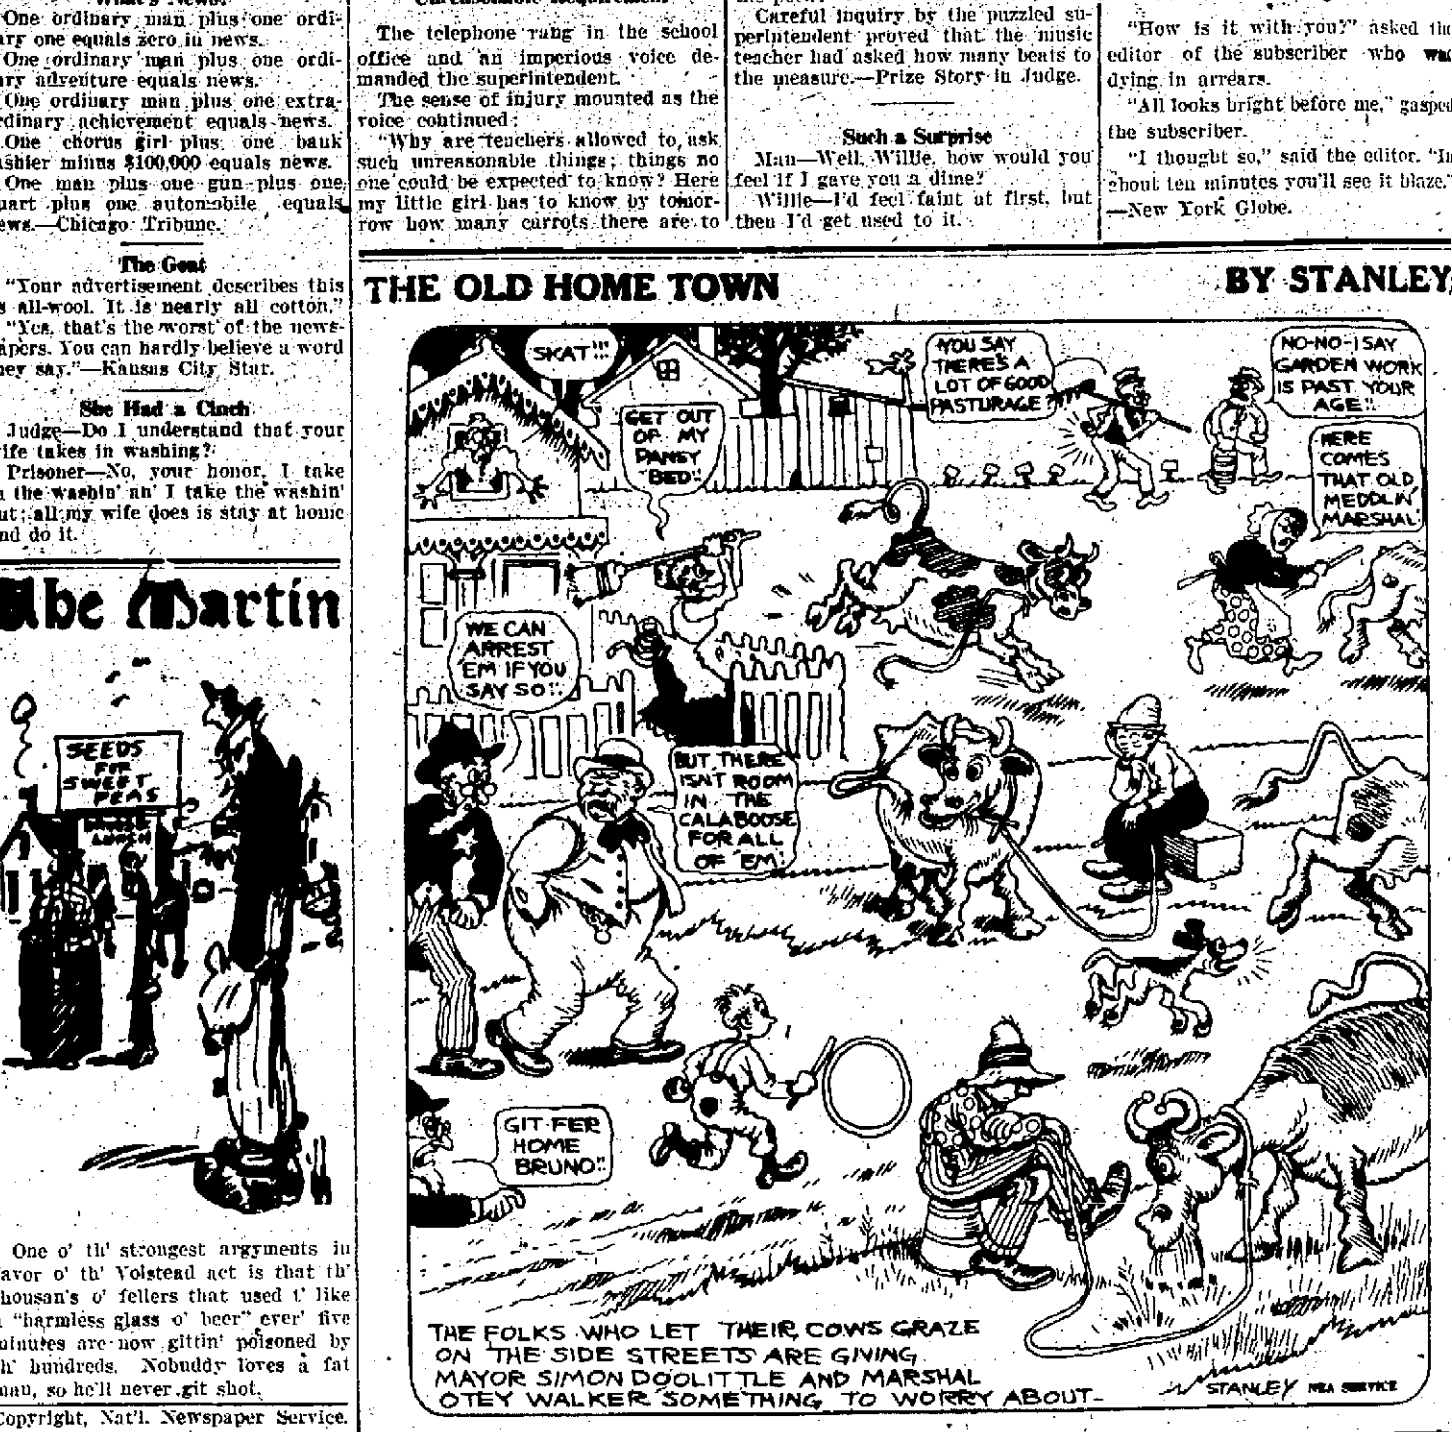 What's News?
One ordinary man plus one ordi-
ary one equals zero in news.
One ordinary man plus one ordi-
ary adventure equals news.
One ordinary man plus one extra-
rdinary achievement equals news.
One chorus girl plus one bank
ashier minus $100,000 equals news.
One man plus one gun plus one
uart plus one automobile equals
ews.—Chicago Tribune.
The Goat
"Your advertisement describes this
s all-wool. It is nearly all cotton."
"Yes, that's the worst of the news-
apers. You can hardly believe a word
hey say."—Kansas City Star.
She Had a Cinch
Judge—Do I understand that your
ife takes in washing?
Prisoner—No, your honor, I take
n the washin' an' I take the washin'
ut; all my wife does is stay at home
nd do it.
Abe Martin
SEEDS
FOR
SWEET
PEAS
LUNCH
One o' th' strongest argyments in
avor o' th' Volstead act is that th'
housan's o' fellers that used t' like
a "harmless glass o' beer" ever' five
minutes are now gittin' poisoned by
th' hundreds. Nobuddy loves a fat
man, so he'll never git shot.
Copyright, Nat'l. Newspaper Service.
The telephone rang in the school
office and an imperious voice de-
manded the superintendent.
The sense of injury mounted as the
voice continued:
"Why are teachers allowed to ask
such unreasonable things; things no
one could be expected to know? Here
my little girl has to know by tomor-
row how many carrots there are to
Careful inquiry by the puzzled su-
perintendent proved that the music
teacher had asked how many beats to
the measure.—Prize Story in Judge.
Such a Surprise
Man—Well, Willie, how would you
feel if I gave you a dime?
Willie—I'd feel faint at first, but
then I'd get used to it.
"How is it with you?" asked the
editor of the subscriber who was
dying in arrears.
"All looks bright before me," gasped
the subscriber.
"I thought so," said the editor. "In
about ten minutes you'll see it blaze."
—New York Globe.
THE OLD HOME TOWN
BY STANLEY
SKAT!!!
GET OUT
OF MY
PANSY
BED!!
YOU SAY
THERE'S A
LOT OF GOOD
PASTURAGE?
NO-NO-I SAY
GARDEN WORK
IS PAST YOUR
AGE!!
HERE
COMES
THAT OLD
MEDDLIN'
MARSHAL
WE CAN
ARREST
'EM IF YOU
SAY SO!!
BUT THERE
ISN'T ROOM
IN THE
CALABOOSE
FOR ALL
OF 'EM!
GIT FER
HOME
BRUNO!!
THE FOLKS WHO LET THEIR COWS GRAZE
ON THE SIDE STREETS ARE GIVING
MAYOR SIMON DOOLITTLE AND MARSHAL
OTEY WALKER SOMETHING TO WORRY ABOUT-
STANLEY NEA SERVICE